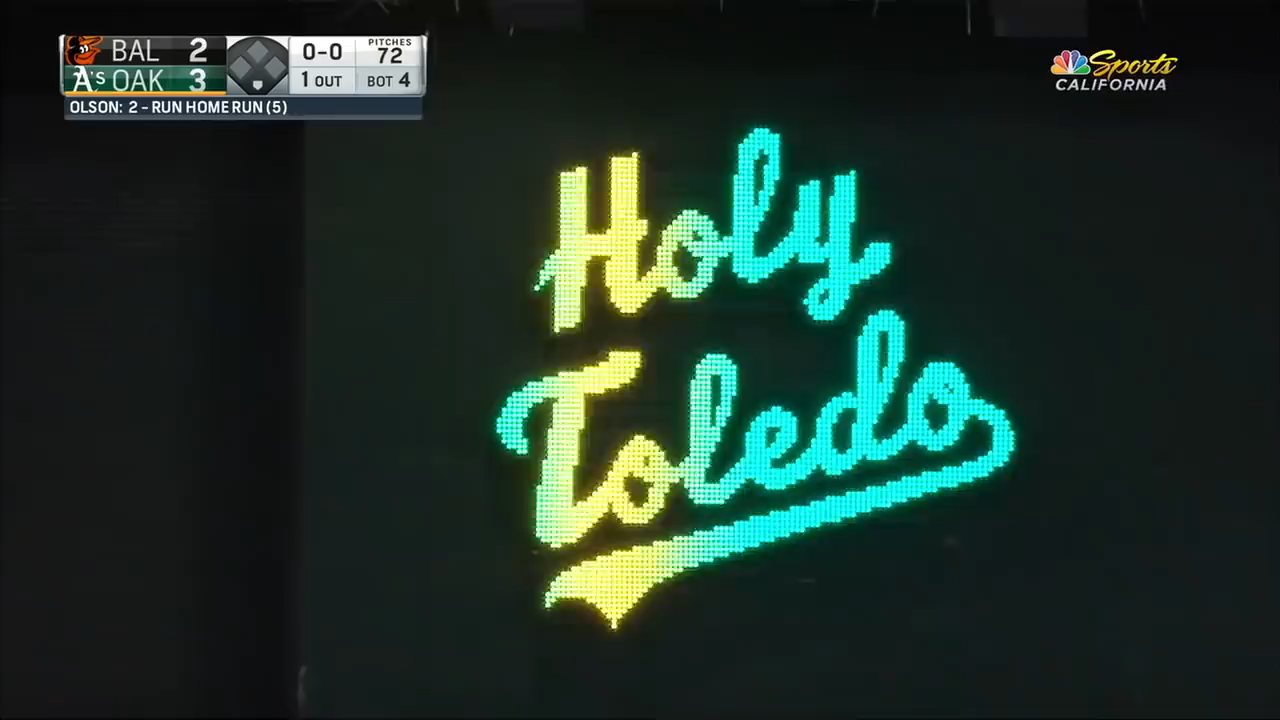 BAL 2
A's OAK 3
0-0
PITCHES
72
1 OUT
BOT 4
OLSON: 2 - RUN HOME RUN (5)
Sports
CALIFORNIA
Holy
Toledo